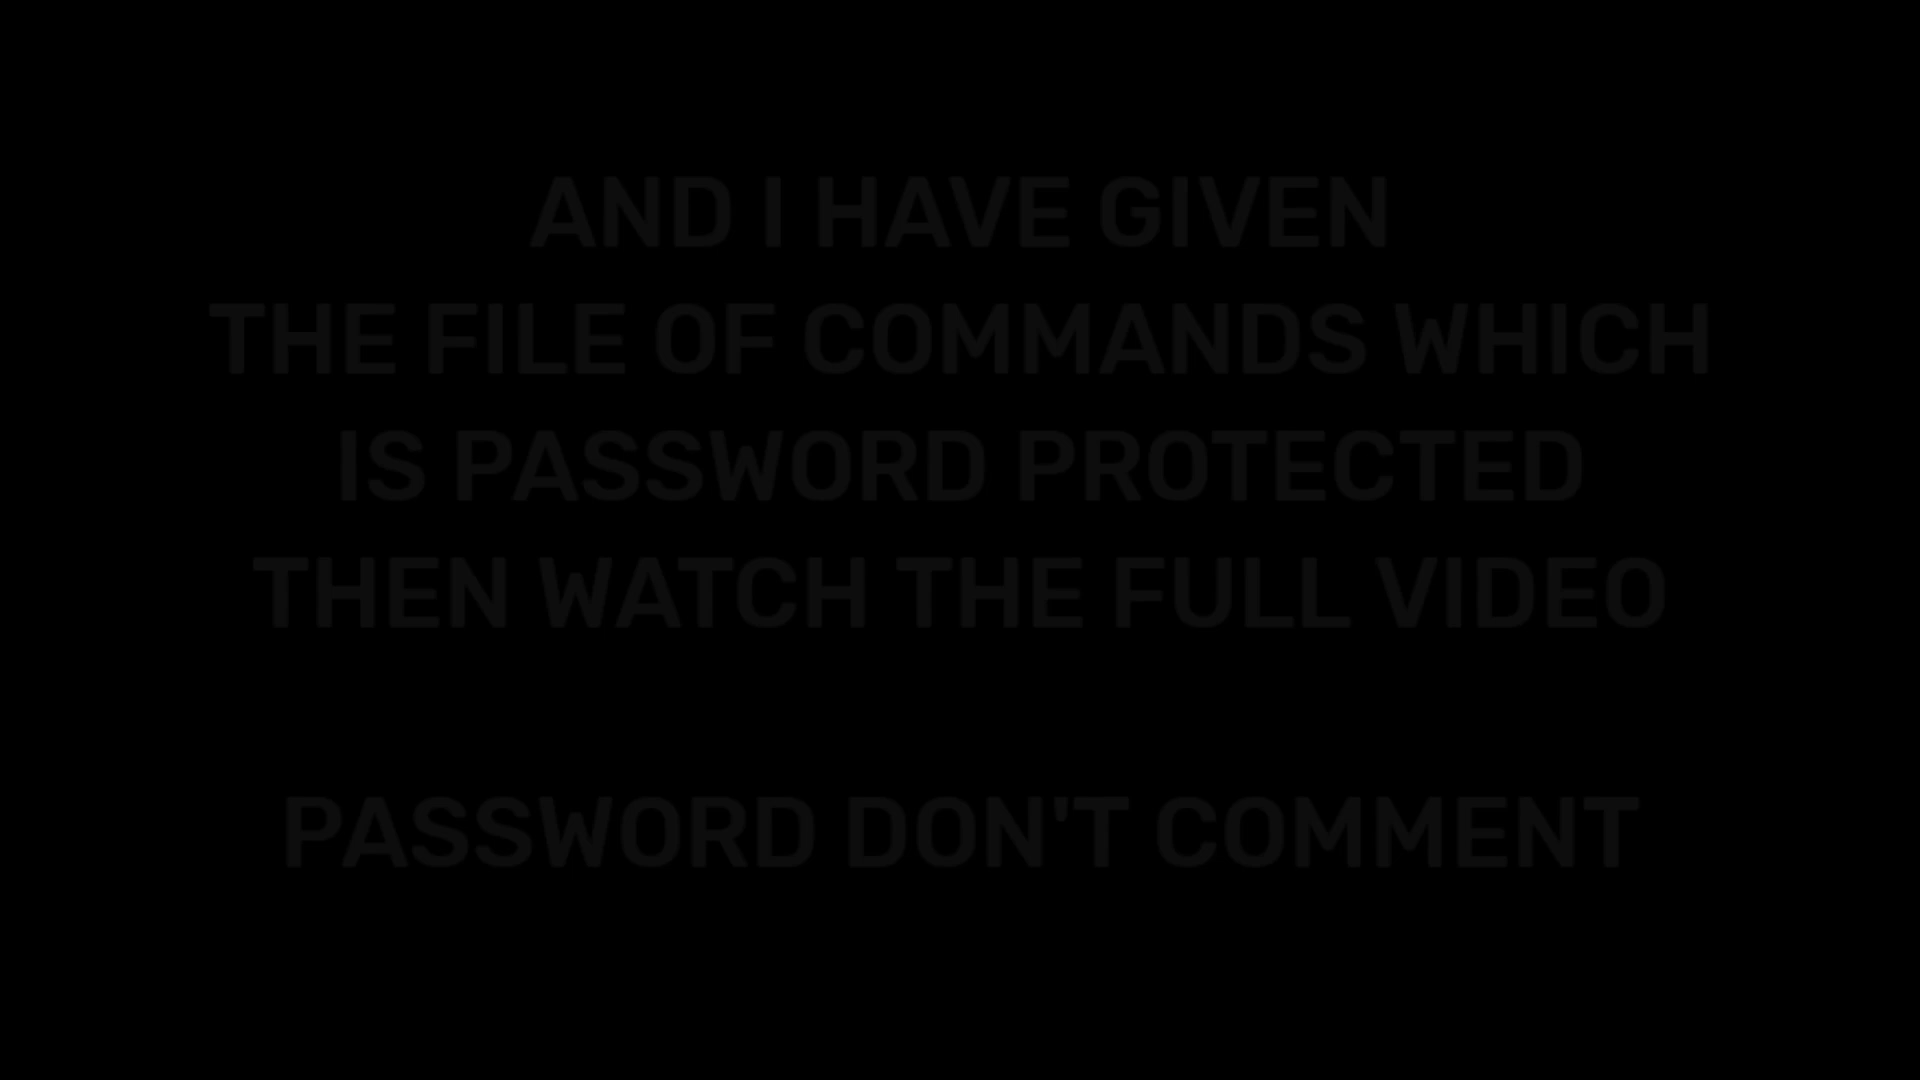 AND I HAVE GIVEN
THE FILE OF COMMANDS WHICH
IS PASSWORD PROTECTED
THEN WATCH THE FULL VIDEO
PASSWORD DON'T COMMENT